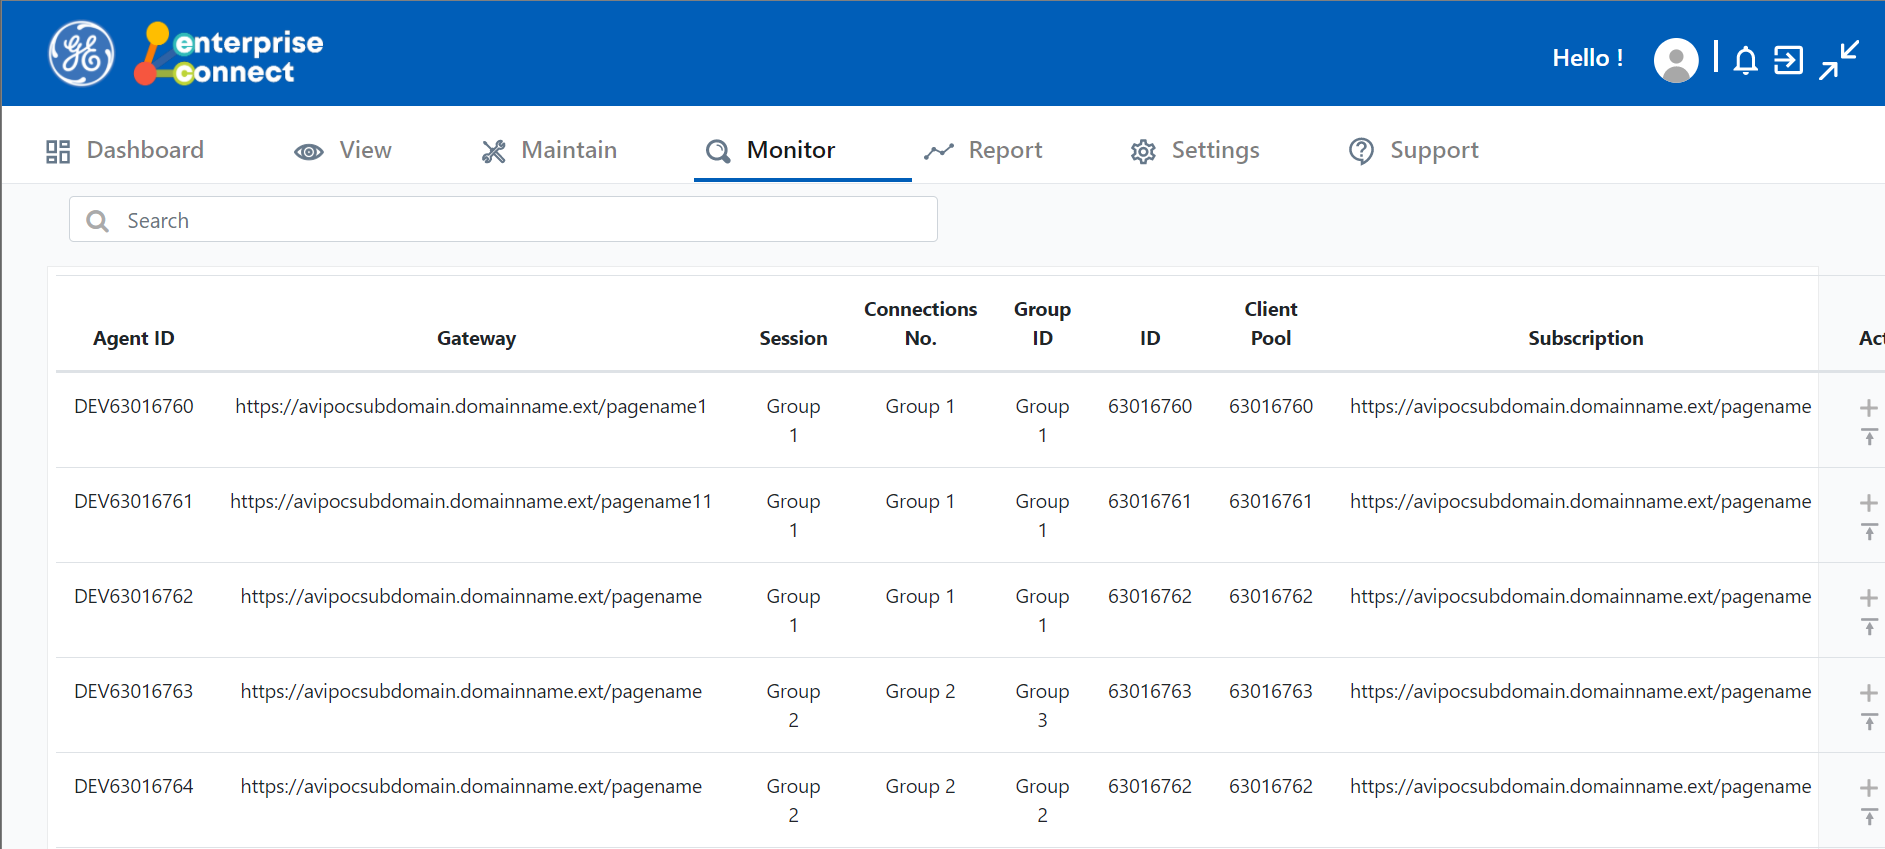 GE
enterprise
connect
Hello !
Dashboard View Maintain Monitor Report Settings Support
Search
Agent ID Gateway Session Connections No. Group ID ID Client Pool Subscription Act
DEV63016760 https://avipocsubdomain.domainname.ext/pagename1 Group 1 Group 1 Group 1 63016760 63016760 https://avipocsubdomain.domainname.ext/pagename
DEV63016761 https://avipocsubdomain.domainname.ext/pagename11 Group 1 Group 1 Group 1 63016761 63016761 https://avipocsubdomain.domainname.ext/pagename
DEV63016762 https://avipocsubdomain.domainname.ext/pagename Group 1 Group 1 Group 1 63016762 63016762 https://avipocsubdomain.domainname.ext/pagename
DEV63016763 https://avipocsubdomain.domainname.ext/pagename Group 2 Group 2 Group 3 63016763 63016763 https://avipocsubdomain.domainname.ext/pagename
DEV63016764 https://avipocsubdomain.domainname.ext/pagename Group 2 Group 2 Group 2 63016762 63016762 https://avipocsubdomain.domainname.ext/pagename